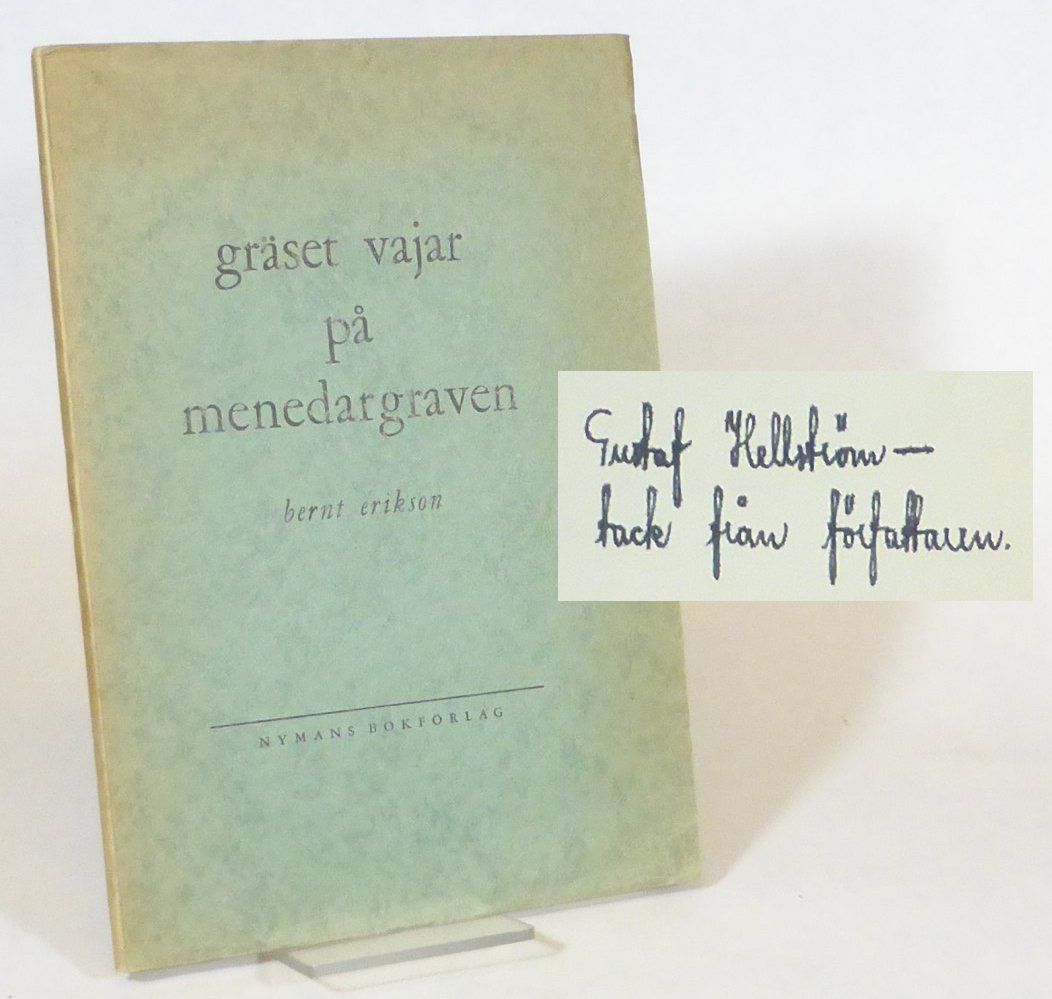 gräset vajar
på
menedargraven
bernt erikson
NYMANS BOKFÖRLAG
Gustaf Hellström—
tack från författaren.